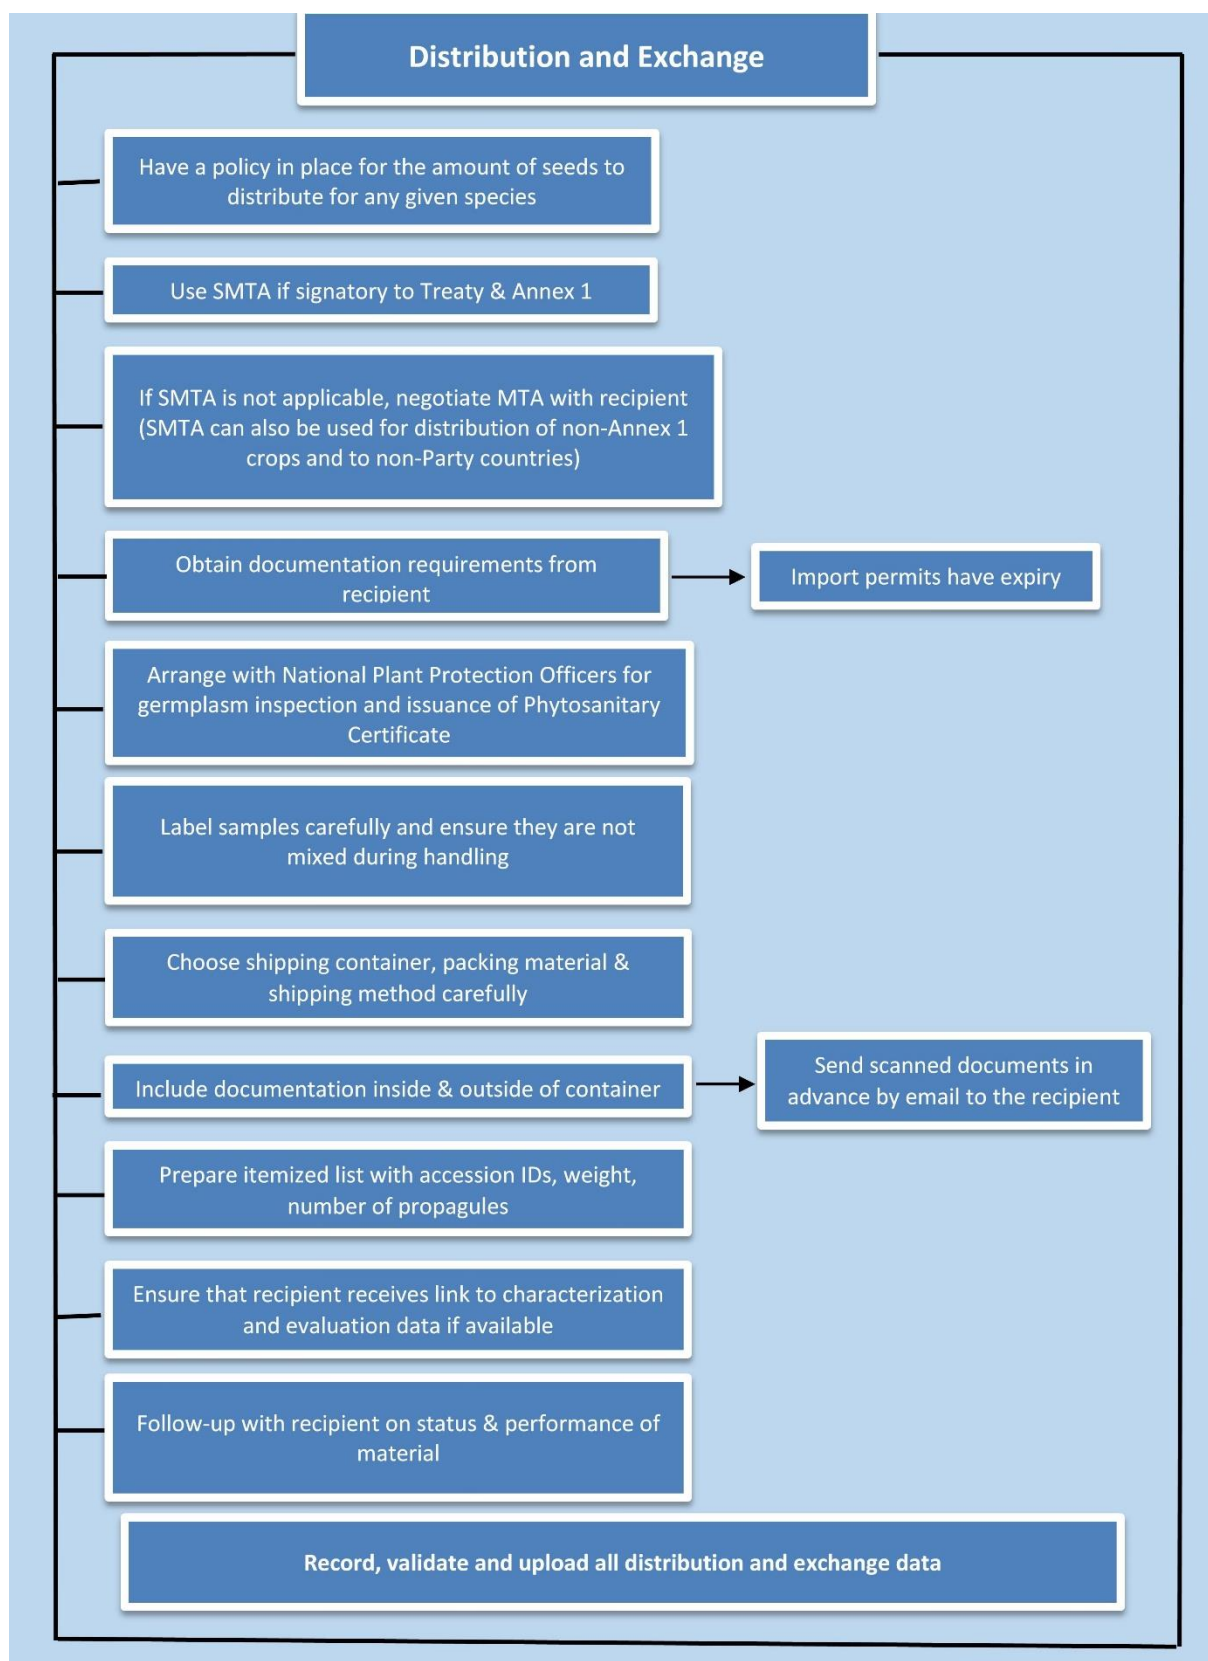 Distribution and Exchange
Have a policy in place for the amount of seeds to
distribute for any given species
Use SMTA if signatory to Treaty & Annex 1
If SMTA is not applicable, negotiate MTA with recipient
(SMTA can also be used for distribution of non-Annex 1
crops and to non-Party countries)
Obtain documentation requirements from
recipient
Import permits have expiry
Arrange with National Plant Protection Officers for
germplasm inspection and issuance of Phytosanitary
Certificate
Label samples carefully and ensure they are not
mixed during handling
Choose shipping container, packing material &
shipping method carefully
Include documentation inside & outside of container
Send scanned documents in
advance by email to the recipient
Prepare itemized list with accession IDs, weight,
number of propagules
Ensure that recipient receives link to characterization
and evaluation data if available
Follow-up with recipient on status & performance of
material
Record, validate and upload all distribution and exchange data